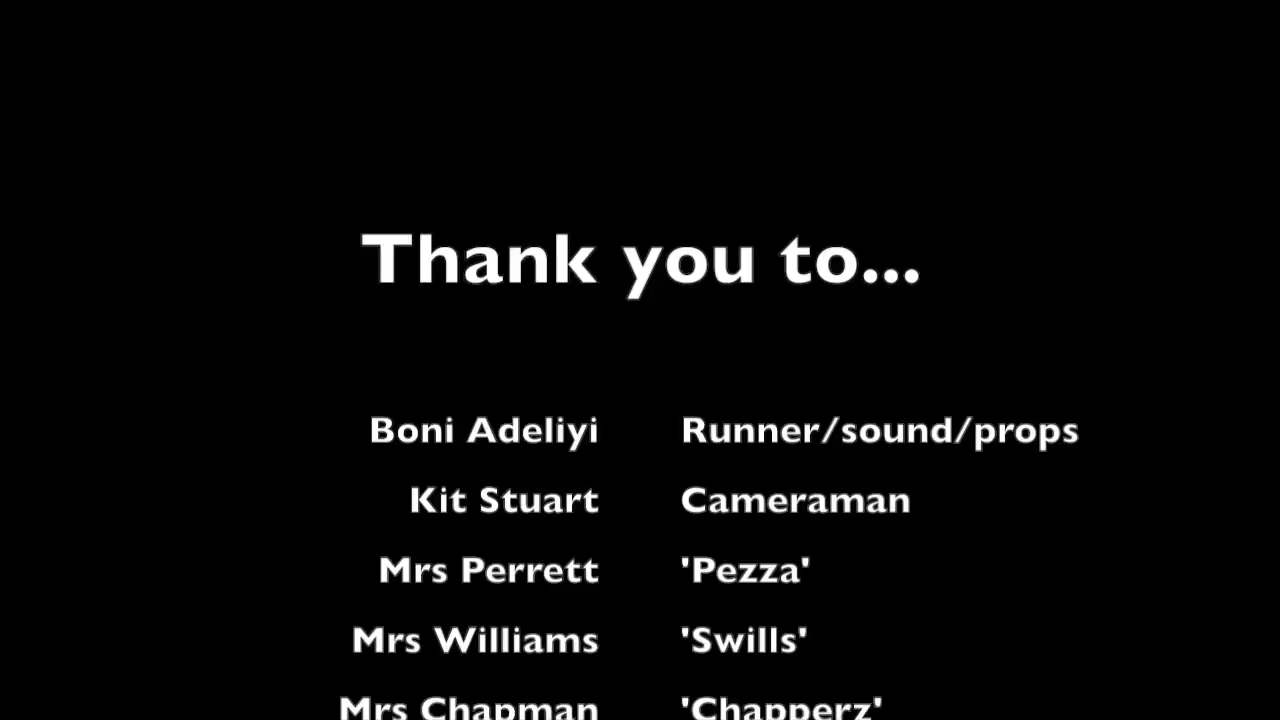 Thank you to...
Boni Adeliyi Runner/sound/props
Kit Stuart Cameraman
Mrs Perrett 'Pezza'
Mrs Williams 'Swills'
Mrs Chapman 'Chapperz'